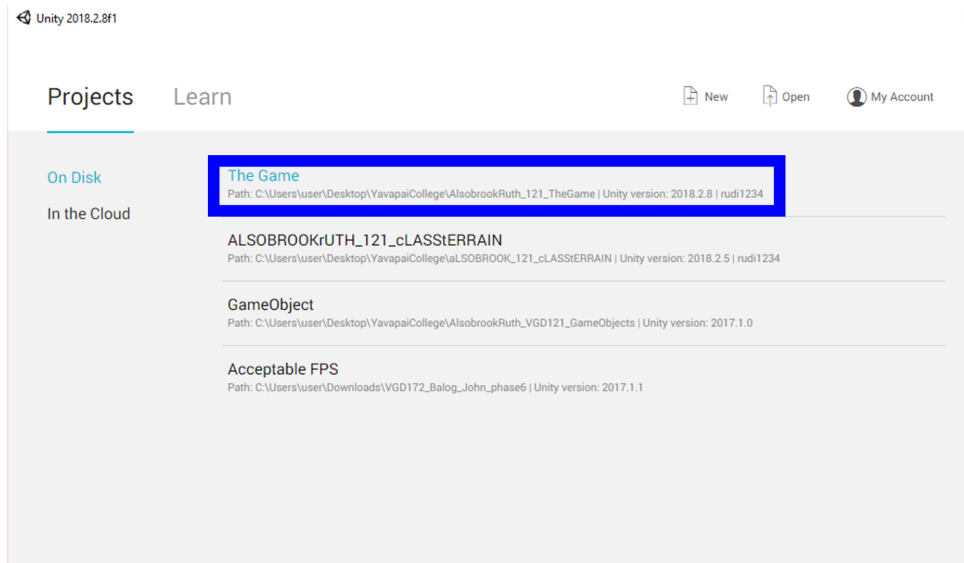 Unity 2018.2.8f1
Projects
Learn
New
Open
My Account
On Disk
In the Cloud
The Game
Path: C:\Users\user\Desktop\YavapaiCollege\AlsobrookRuth_121_TheGame | Unity version: 2018.2.8 | rudi1234
ALSOBROOKrUTH_121_cLASStERRAIN
Path: C:\Users\user\Desktop\YavapaiCollege\aLSOBROOK_121_cLASStERRAIN | Unity version: 2018.2.5 | rudi1234
GameObject
Path: C:\Users\user\Desktop\YavapaiCollege\AlsobrookRuth_VGD121_GameObjects | Unity version: 2017.1.0
Acceptable FPS
Path: C:\Users\user\Downloads\VGD172_Balog_John_phase6 | Unity version: 2017.1.1